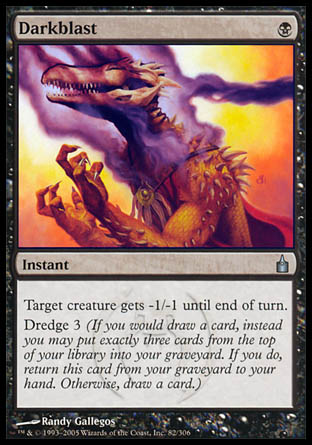 Darkblast
Instant
Target creature gets -1/-1 until end of turn.
Dredge 3 (If you would draw a card, instead
you may put exactly three cards from the top
of your library into your graveyard. If you do,
return this card from your graveyard to your
hand. Otherwise, draw a card.)
Randy Gallegos
™ & © 1993–2005 Wizards of the Coast, Inc. 82/306